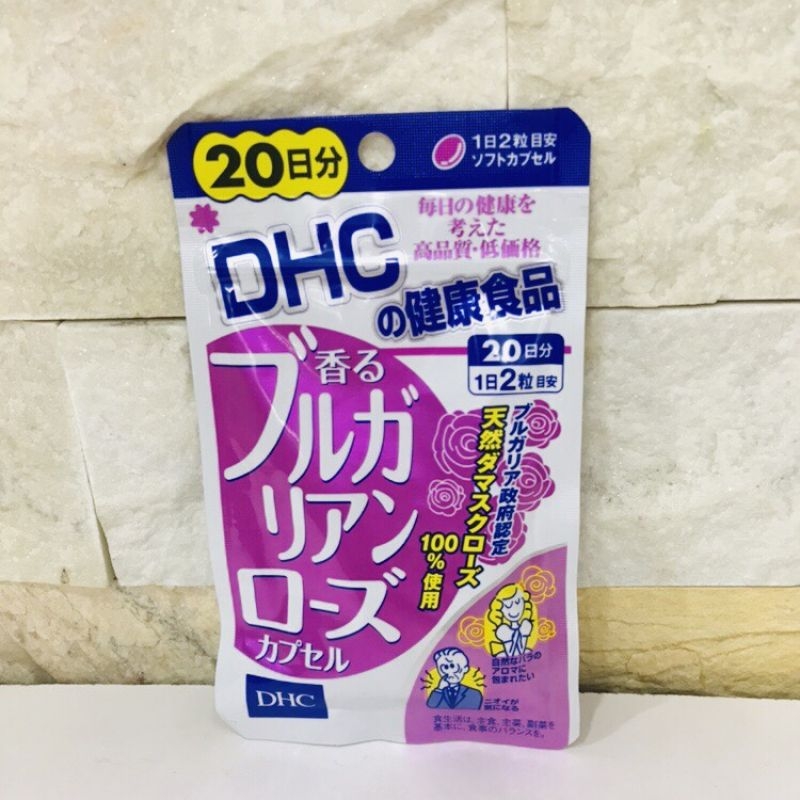 20日分
1日2粒目安
ソフトカプセル
毎日の健康を
考えた
高品質・低価格
DHC
の健康食品
20日分
1日2粒目安
香る
ブルガ
リアン
ローズ
カプセル
ブルガリア政府認定
天然ダマスクローズ
100%使用
自然なバラの
アロマに
包まれたい
ニオイが
気になる
DHC
食生活は、主食、主菜、副菜を
基本に、食事のバランスを。